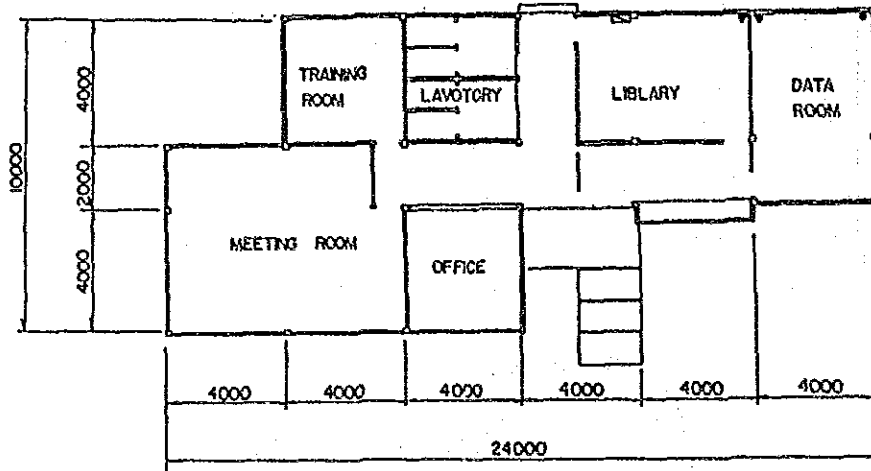 TRAINING
ROOM
LAVOTORY
LIBLARY
DATA
ROOM
MEETING ROOM
OFFICE
4000
2000
4000
10000
4000
4000
4000
4000
4000
4000
24000